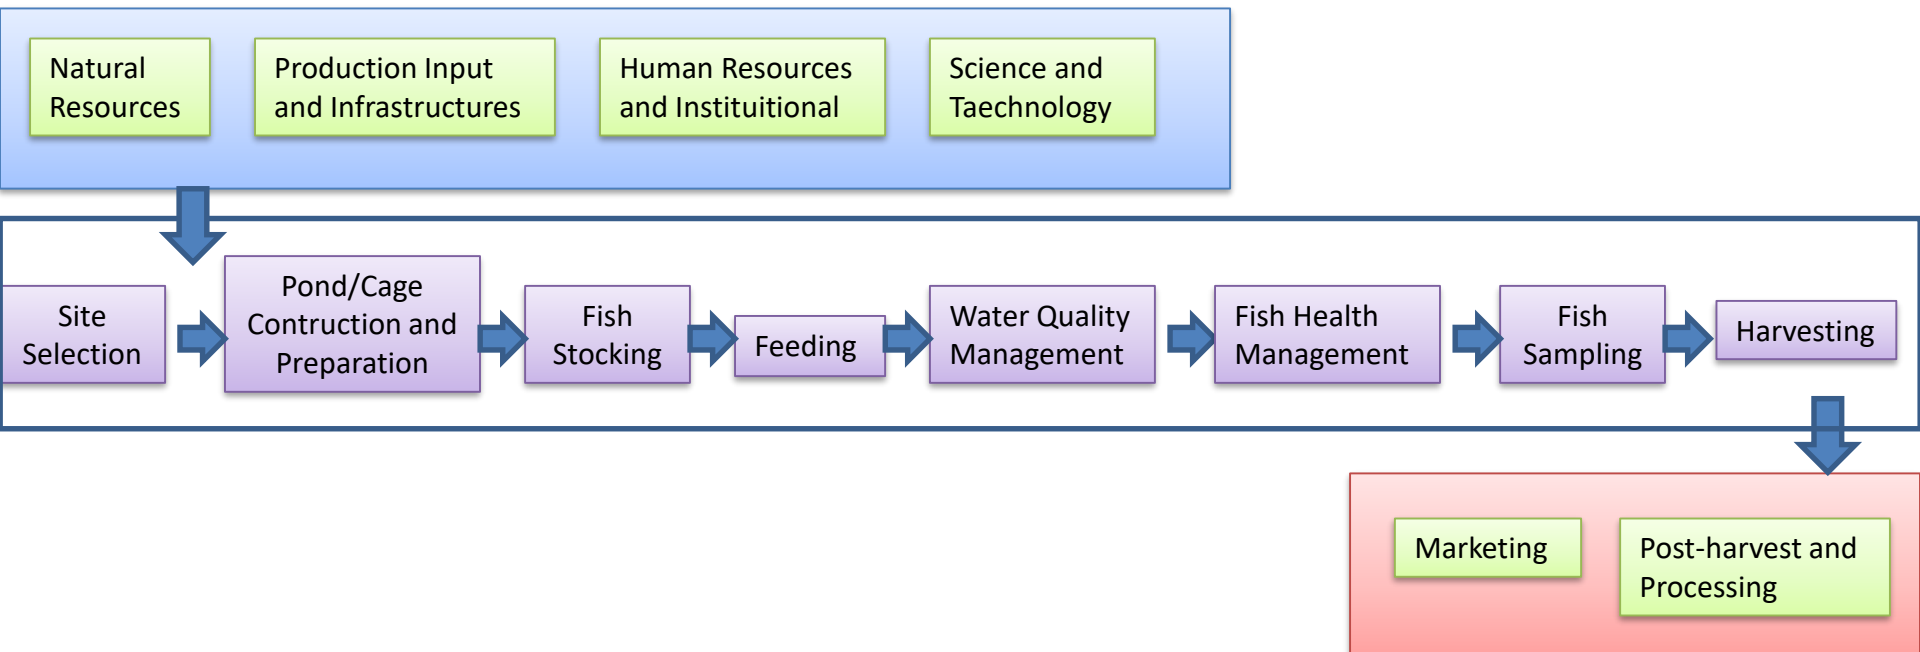 Natural
Resources
Production Input
and Infrastructures
Human Resources
and Instituitional
Science and
Taechnology
Site
Selection
Pond/Cage
Contruction and
Preparation
Fish
Stocking
Feeding
Water Quality
Management
Fish Health
Management
Fish
Sampling
Harvesting
Marketing
Post-harvest and
Processing